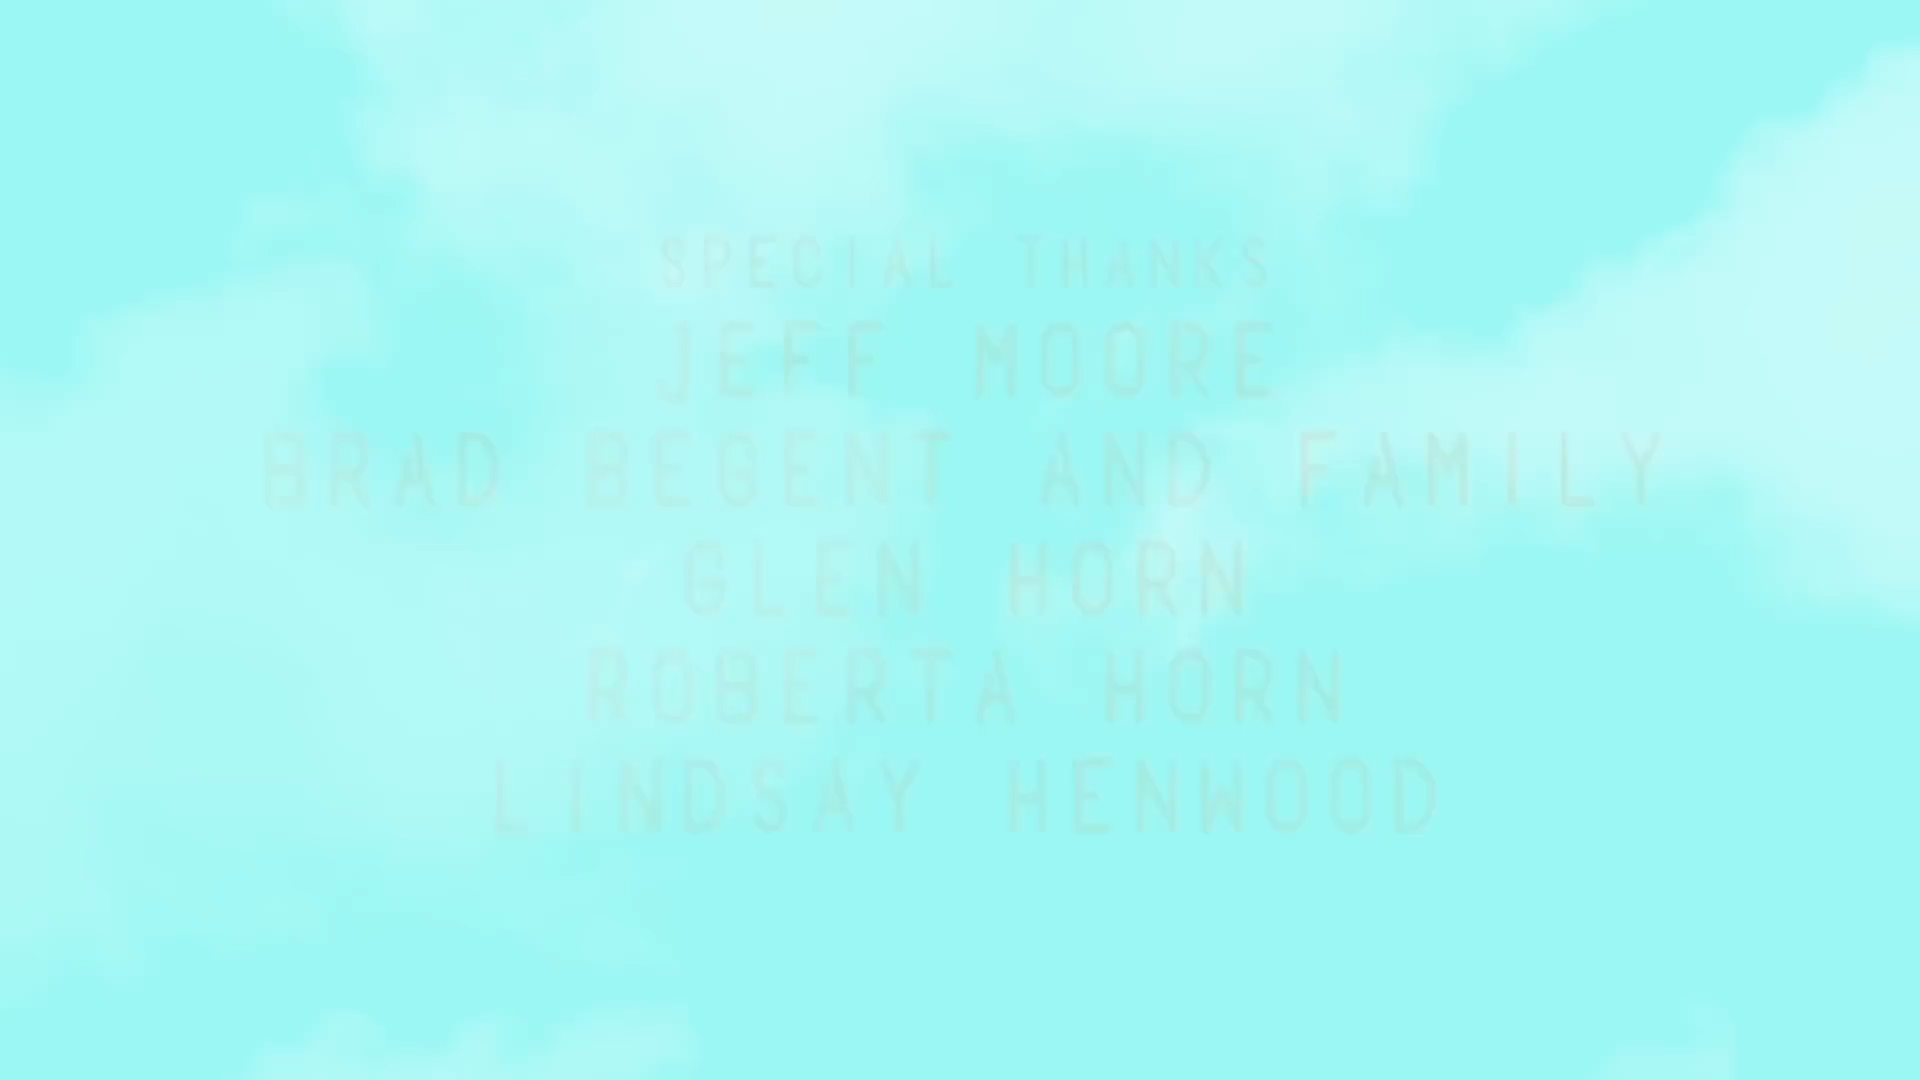 SPECIAL THANKS
JEFF MOORE
BRAD BEGENT AND FAMILY
GLEN HORN
ROBERTA HORN
LINDSAY HENWOOD